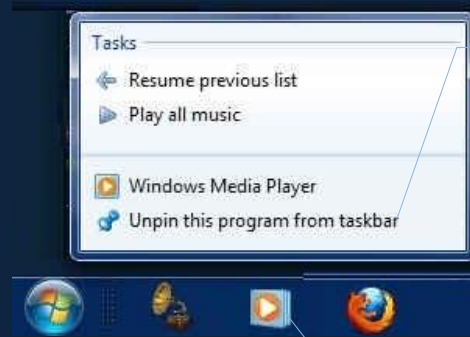 Tasks
Resume previous list
Play all music
Windows Media Player
Unpin this program from taskbar